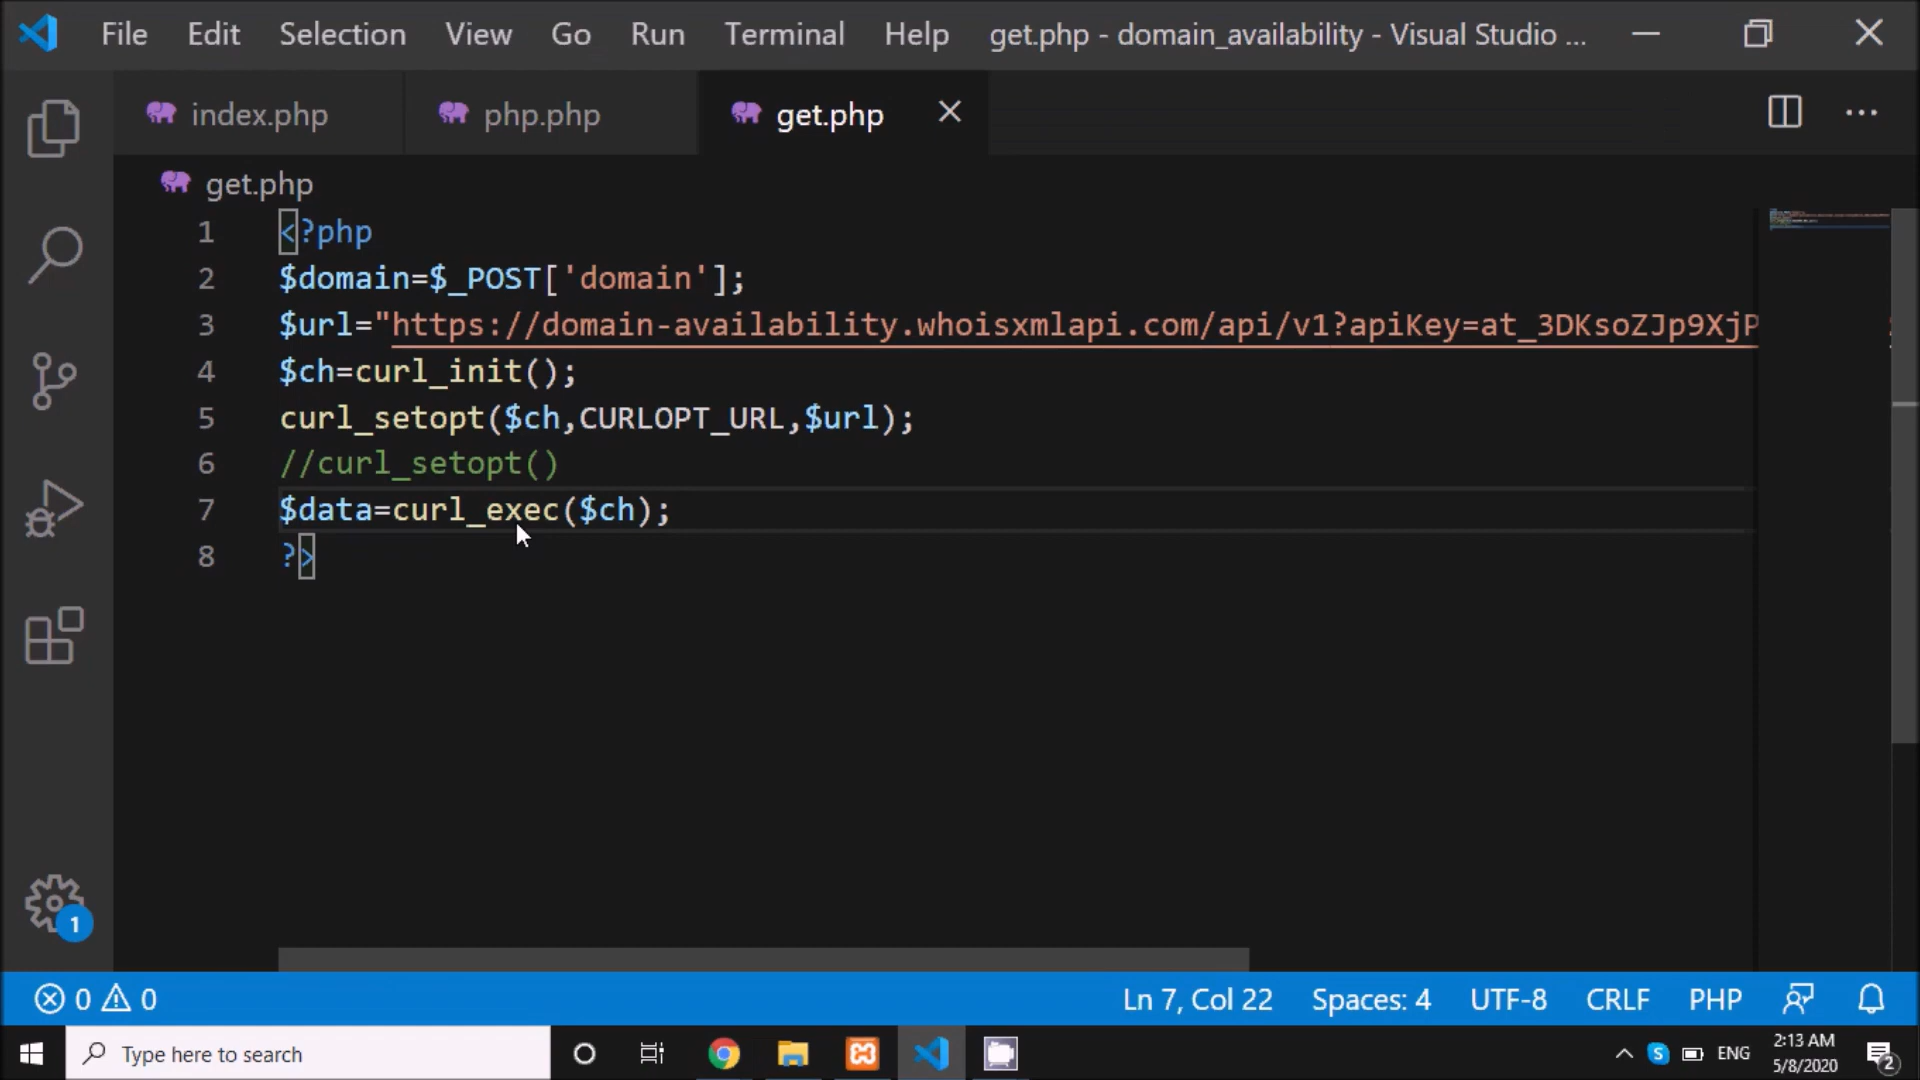 File Edit Selection View Go Run Terminal Help get.php - domain_availability - Visual Studio ...
index.php php.php get.php
get.php
1 <?php
2 $domain=$_POST['domain'];
3 $url="https://domain-availability.whoisxmlapi.com/api/v1?apiKey=at_3DKsoZJp9XjP
4 $ch=curl_init();
5 curl_setopt($ch,CURLOPT_URL,$url);
6 //curl_setopt()
7 $data=curl_exec($ch);
8 ?>
1
0 0 Ln 7, Col 22 Spaces: 4 UTF-8 CRLF PHP
Type here to search ENG 2:13 AM
5/8/2020 2